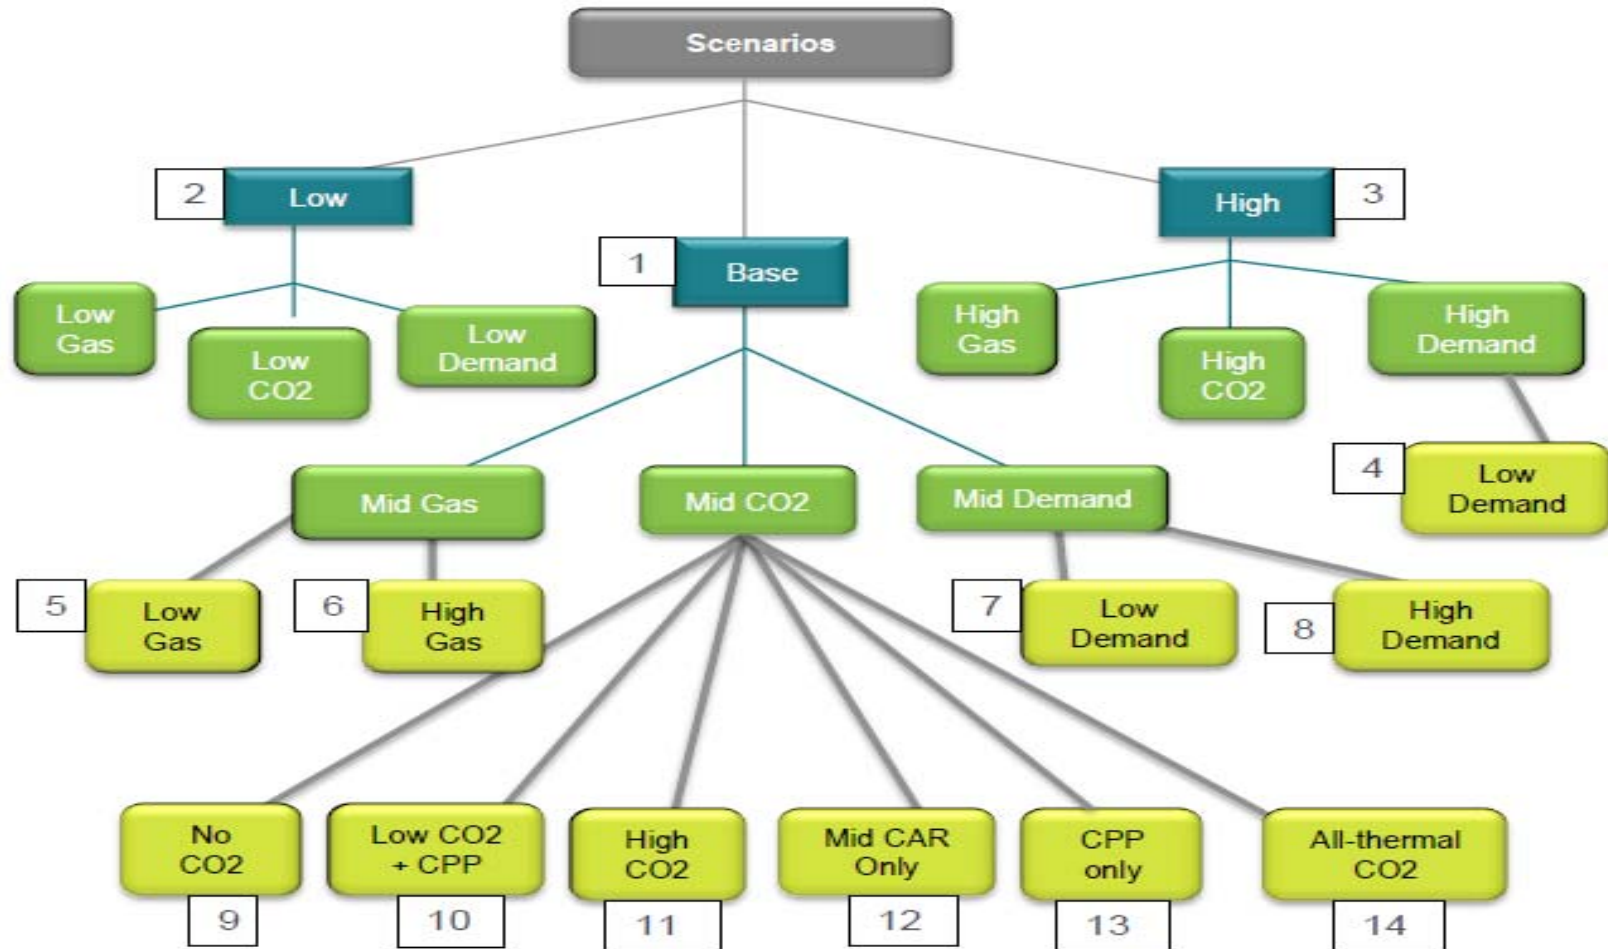 Scenarios
2
Low
High
3
1
Base
Low
Gas
Low
CO2
Low
Demand
High
Gas
High
CO2
High
Demand
4
Low
Demand
Mid Gas
Mid CO2
Mid Demand
5
Low
Gas
6
High
Gas
7
Low
Demand
8
High
Demand
No
CO2
Low CO2
+ CPP
High
CO2
Mid CAR
Only
CPP
only
All-thermal
CO2
9
10
11
12
13
14